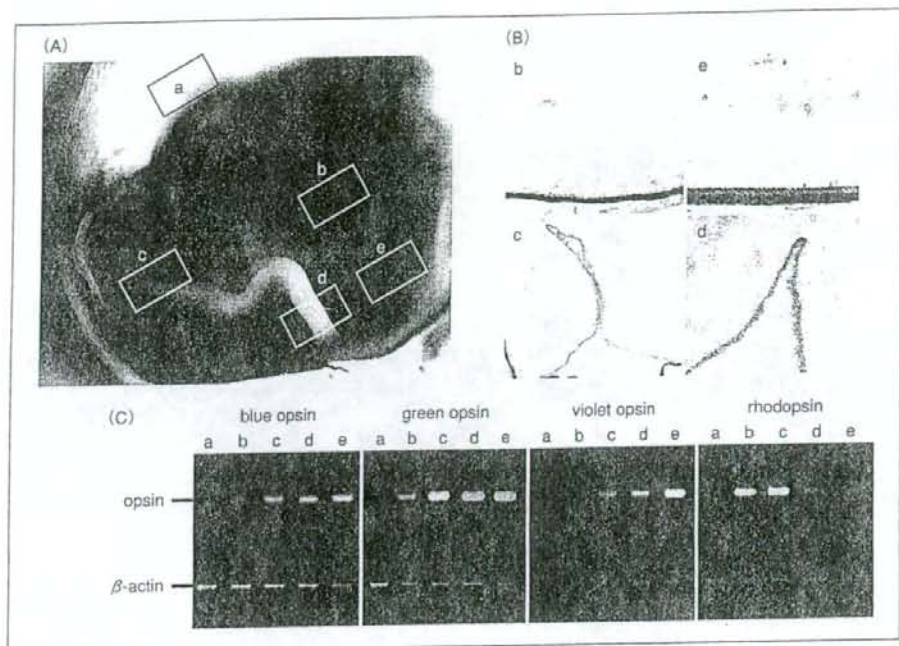 (A)
a
b
c
d
e
(B)
b
e
c
d
(C)
blue opsin
green opsin
violet opsin
rhodopsin
a b c d e
a b c d e
a b c d e
a b c d e
opsin
β-actin